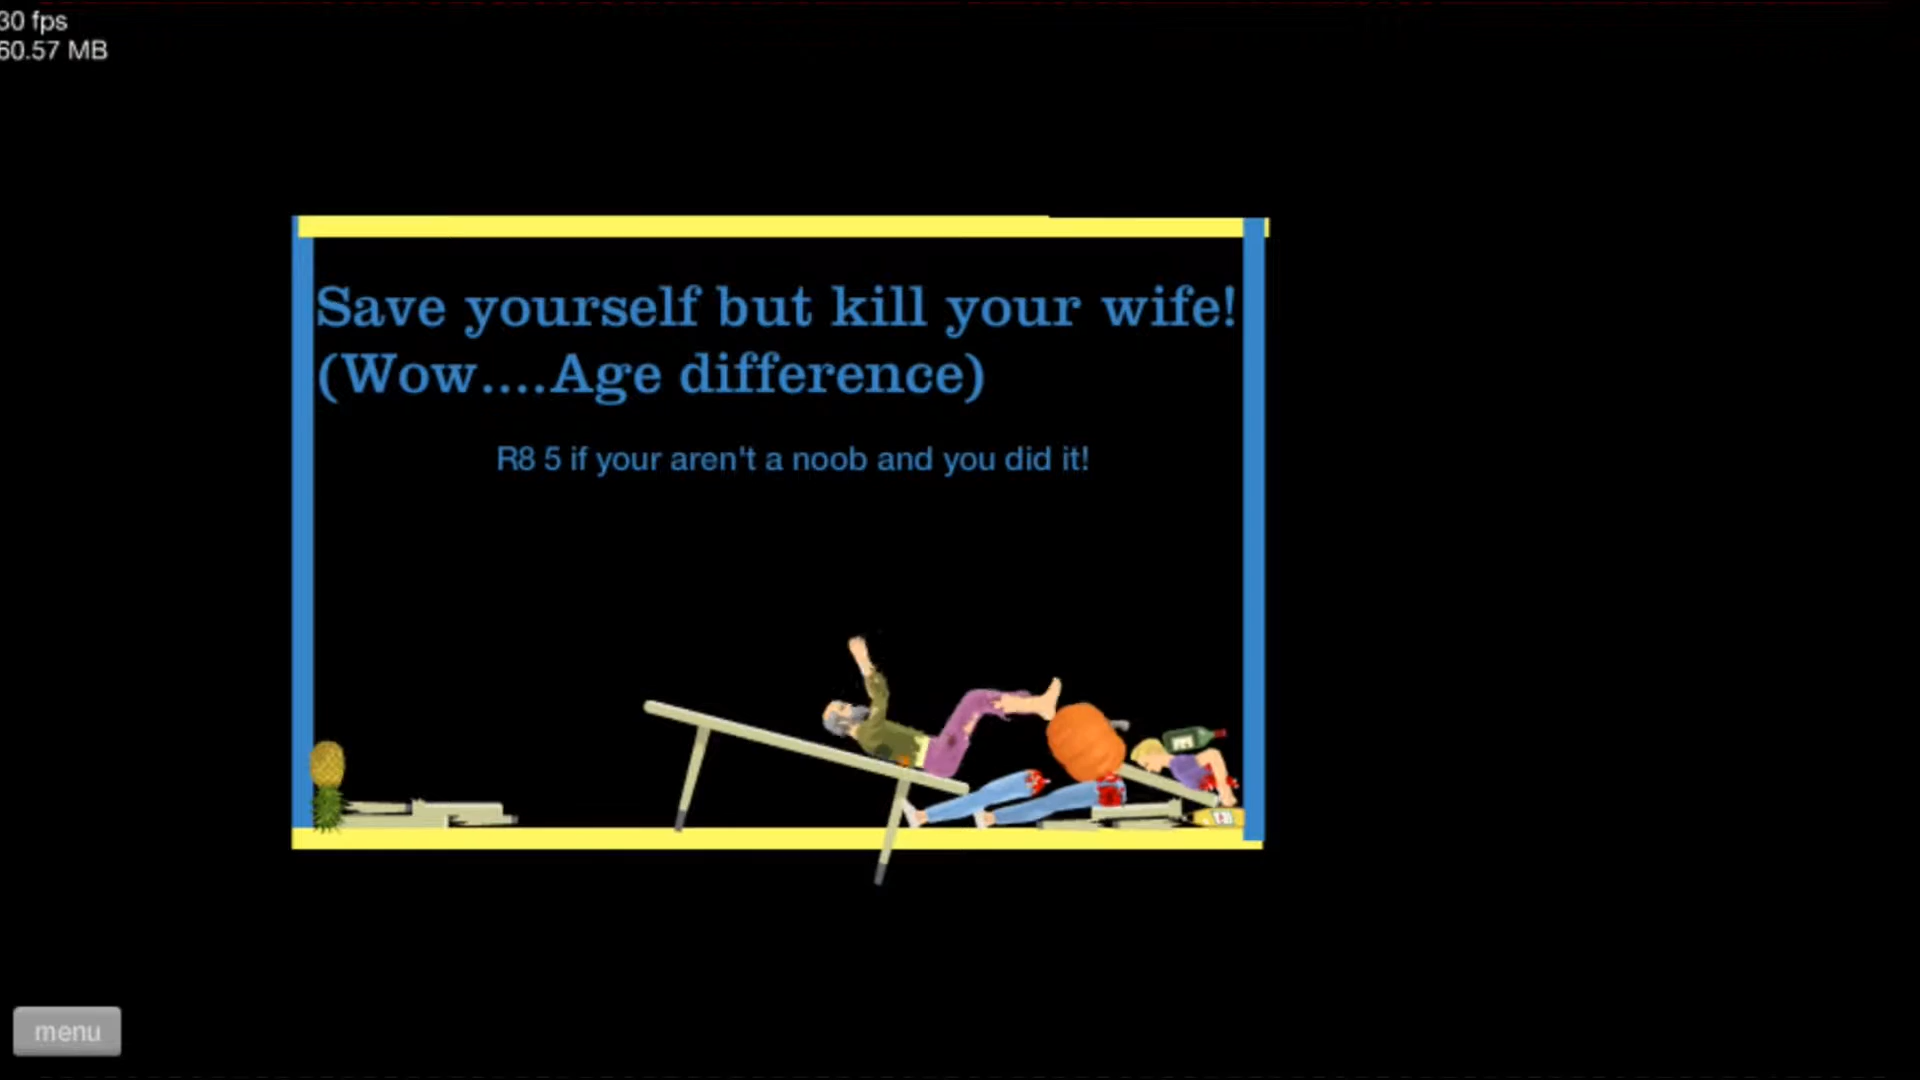 30 fps
60.57 MB
Save yourself but kill your wife!
(Wow....Age difference)
R8 5 if your aren't a noob and you did it!
menu